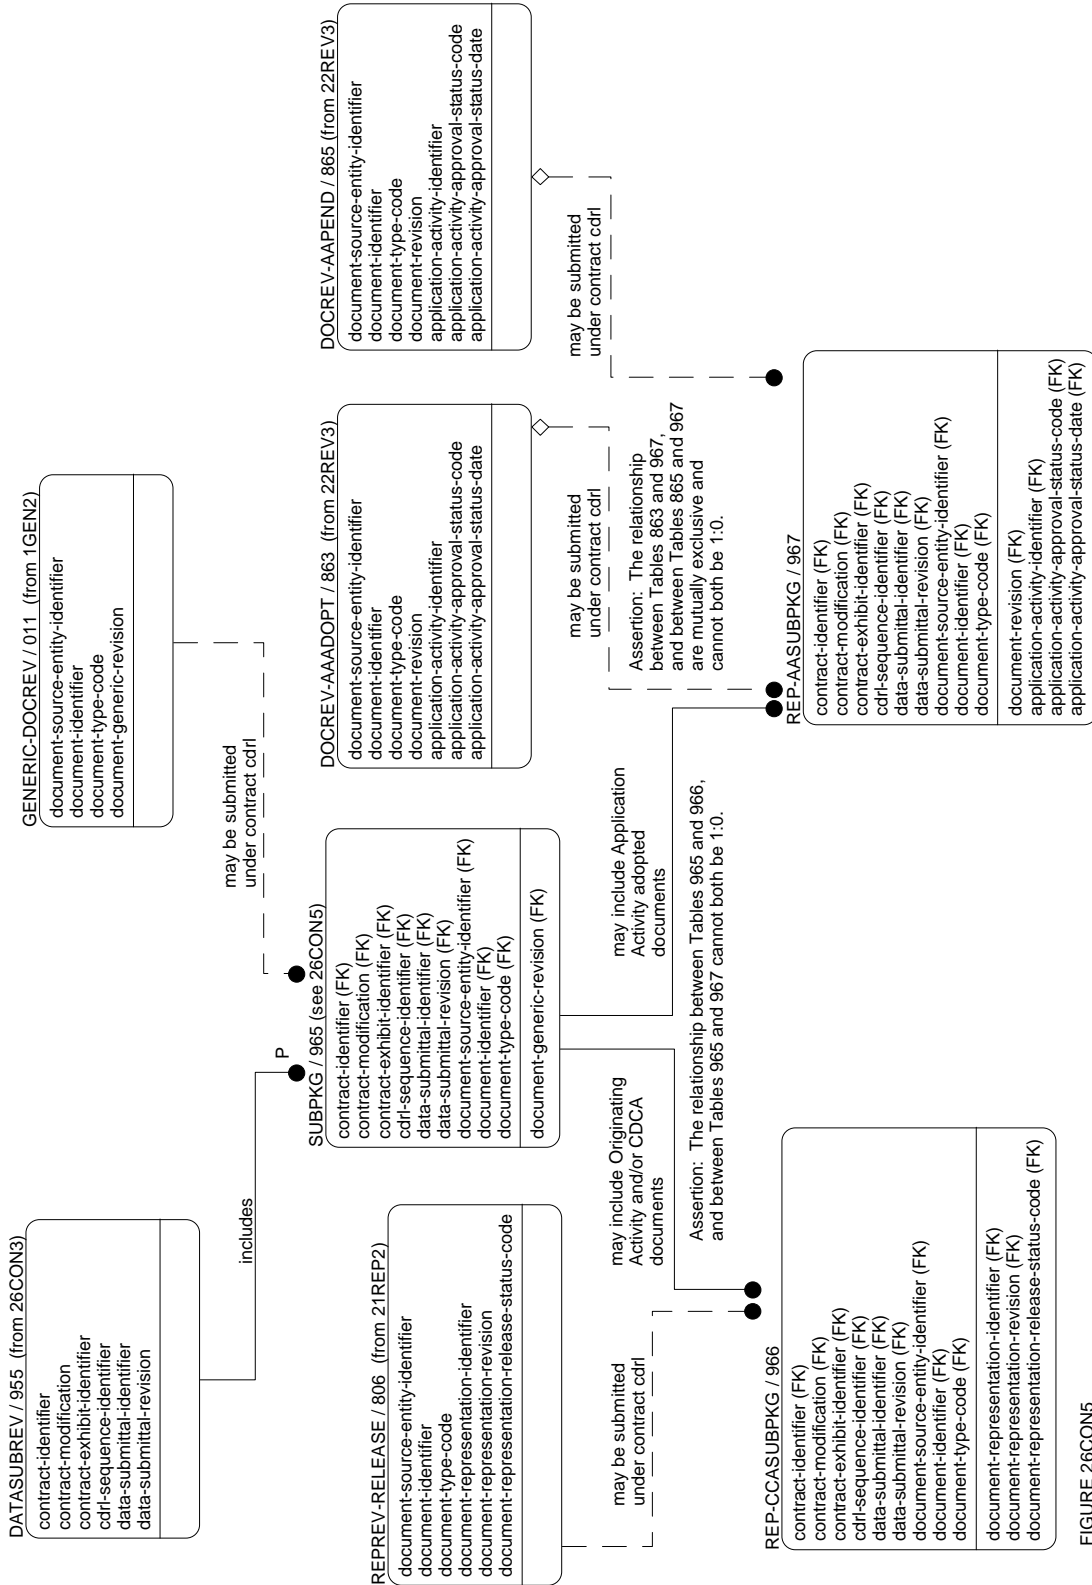 DATASUBREV / 955 (from 26CON3)
contract-identifier
contract-modification
contract-exhibit-identifier
cdrl-sequence-identifier
data-submittal-identifier
data-submittal-revision
includes
GENERIC-DOCREV / 011 (from 1GEN2)
document-source-entity-identifier
document-identifier
document-type-code
document-generic-revision
may be submitted
under contract cdrl
P
SUBPKG / 965 (see 26CON5)
contract-identifier (FK)
contract-modification (FK)
contract-exhibit-identifier (FK)
cdrl-sequence-identifier (FK)
data-submittal-identifier (FK)
data-submittal-revision (FK)
document-source-entity-identifier (FK)
document-identifier (FK)
document-type-code (FK)
document-generic-revision (FK)
REPREV-RELEASE / 806 (from 21REP2)
document-source-entity-identifier
document-identifier
document-type-code
document-representation-identifier
document-representation-revision
document-representation-release-status-code
DOCREV-AAADOPT / 863 (from 22REV3)
document-source-entity-identifier
document-identifier
document-type-code
document-revision
application-activity-identifier
application-activity-approval-status-code
application-activity-approval-status-date
DOCREV-AAPEND / 865 (from 22REV3)
document-source-entity-identifier
document-identifier
document-type-code
document-revision
application-activity-identifier
application-activity-approval-status-code
application-activity-approval-status-date
may be submitted
under contract cdrl
may include Originating
Activity and/or CDCA
documents
may include Application
Activity adopted
documents
may be submitted
under contract cdrl
may be submitted
under contract cdrl
Assertion: The relationship
between Tables 863 and 967,
and between Tables 865 and 967
are mutually exclusive and
cannot both be 1:0.
Assertion: The relationship between Tables 965 and 966,
and between Tables 965 and 967 cannot both be 1:0.
REP-CCASUBPKG / 966
contract-identifier (FK)
contract-modification (FK)
contract-exhibit-identifier (FK)
cdrl-sequence-identifier (FK)
data-submittal-identifier (FK)
data-submittal-revision (FK)
document-source-entity-identifier (FK)
document-identifier (FK)
document-type-code (FK)
document-representation-identifier (FK)
document-representation-revision (FK)
document-representation-release-status-code (FK)
REP-AASUBPKG / 967
contract-identifier (FK)
contract-modification (FK)
contract-exhibit-identifier (FK)
cdrl-sequence-identifier (FK)
data-submittal-identifier (FK)
data-submittal-revision (FK)
document-source-entity-identifier (FK)
document-identifier (FK)
document-type-code (FK)
document-revision (FK)
application-activity-identifier (FK)
application-activity-approval-status-code (FK)
application-activity-approval-status-date (FK)
FIGURE 26CON5